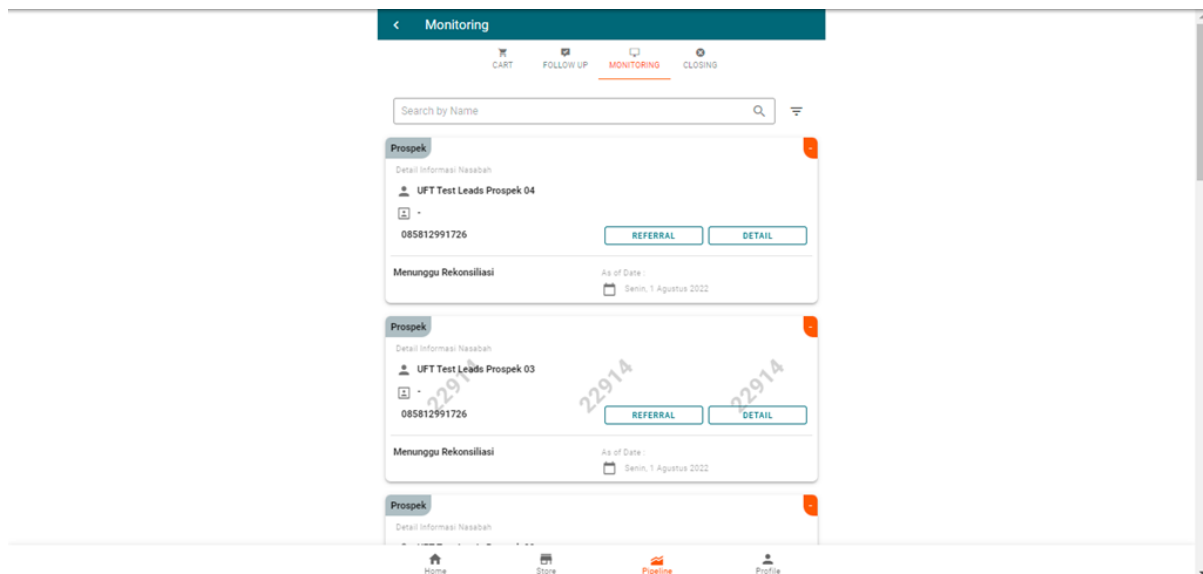 Monitoring
CART FOLLOW UP MONITORING CLOSING
Search by Name
Prospek -
Detail Informasi Nasabah
UFT Test Leads Prospek 04
-
085812991726 REFERRAL DETAIL
Menunggu Rekonsiliasi As of Date :
Senin, 1 Agustus 2022
Prospek -
Detail Informasi Nasabah
UFT Test Leads Prospek 03
-
22914 22914 22914
085812991726 REFERRAL DETAIL
Menunggu Rekonsiliasi As of Date :
Senin, 1 Agustus 2022
Prospek -
Detail Informasi Nasabah
Home Store Pipeline Profile